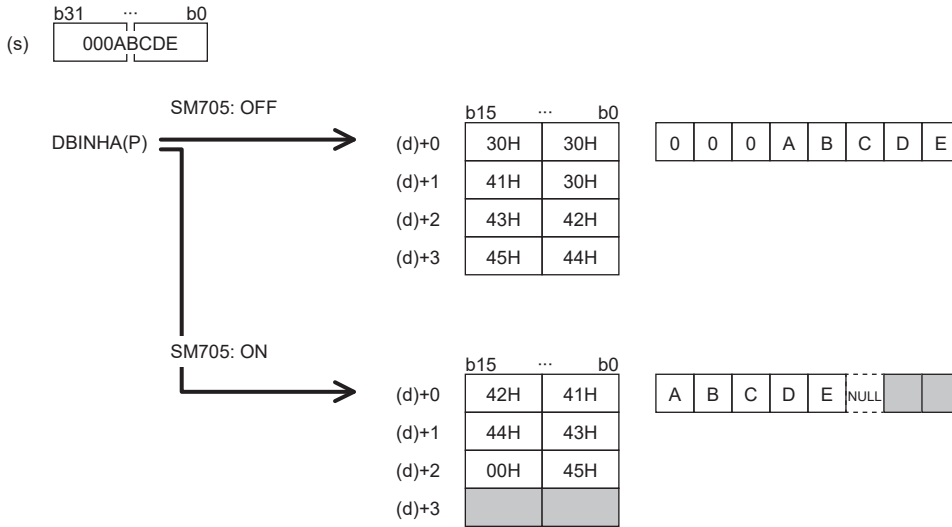 b31 ... b0
(s) 000ABCDE
SM705: OFF
DBINHA(P)
b15 ... b0
(d)+0 30H 30H 0 0 0 A B C D E
(d)+1 41H 30H
(d)+2 43H 42H
(d)+3 45H 44H
SM705: ON
b15 ... b0
(d)+0 42H 41H A B C D E NULL
(d)+1 44H 43H
(d)+2 00H 45H
(d)+3